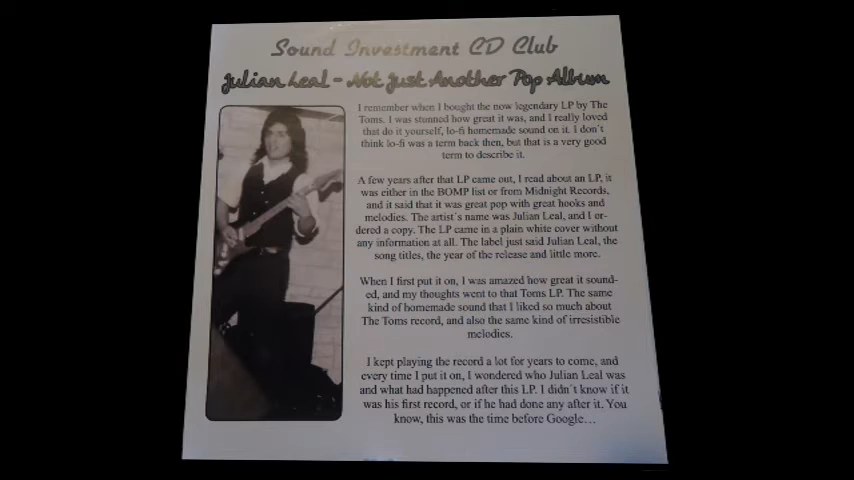 Sound Investment CD Club
Julian Leal - Not Just Another Pop Album
I remember when I bought the now legendary LP by The
Toms. I was stunned how great it was, and I really loved
that do it yourself, lo-fi homemade sound on it. I don´t
think lo-fi was a term back then, but that is a very good
term to describe it.
A few years after that LP came out, I read about an LP, it
was either in the BOMP list or from Midnight Records,
and it said that it was great pop with great hooks and
melodies. The artist´s name was Julian Leal, and I or-
dered a copy. The LP came in a plain white cover without
any information at all. The label just said Julian Leal, the
song titles, the year of the release and little more.
When I first put it on, I was amazed how great it sound-
ed, and my thoughts went to that Toms LP. The same
kind of homemade sound that I liked so much about
The Toms record, and also the same kind of irresistible
melodies.
I kept playing the record a lot for years to come, and
every time I put it on, I wondered who Julian Leal was
and what had happened after this LP. I didn´t know if it
was his first record, or if he had done any after it. You
know, this was the time before Google…